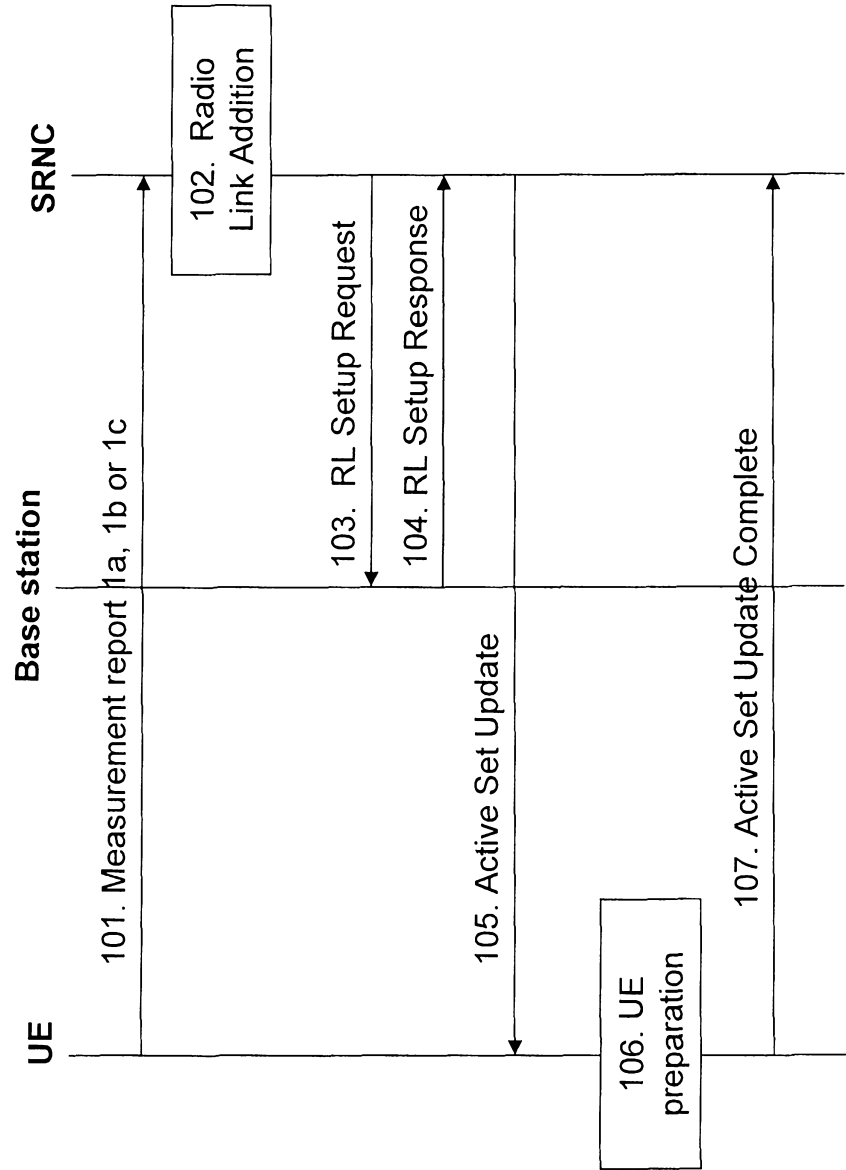 UE
Base station
SRNC
101. Measurement report 1a, 1b or 1c
102. Radio
Link Addition
103. RL Setup Request
104. RL Setup Response
105. Active Set Update
106. UE
preparation
107. Active Set Update Complete